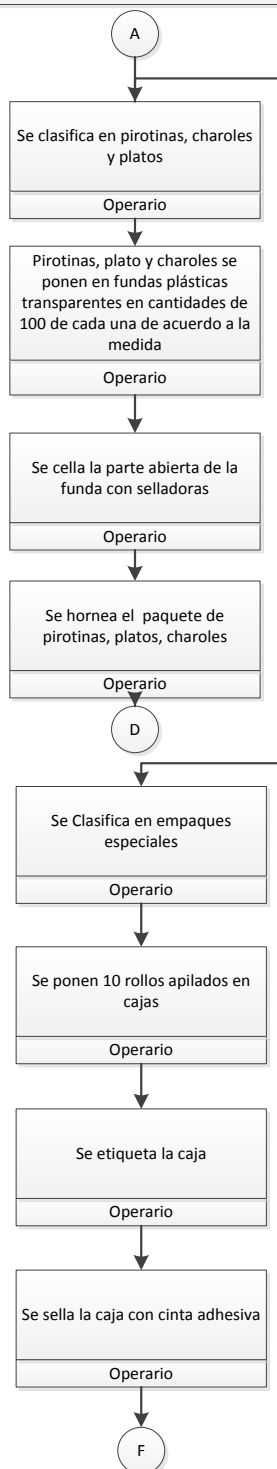 A
Se clasifica en pirotinas, charoles
y platos
Operario
Pirotinas, plato y charoles se
ponen en fundas plásticas
transparentes en cantidades de
100 de cada una de acuerdo a la
medida
Operario
Se cella la parte abierta de la
funda con selladoras
Operario
Se hornea el paquete de
pirotinas, platos, charoles
Operario
D
Se Clasifica en empaques
especiales
Operario
Se ponen 10 rollos apilados en
cajas
Operario
Se etiqueta la caja
Operario
Se sella la caja con cinta adhesiva
Operario
F